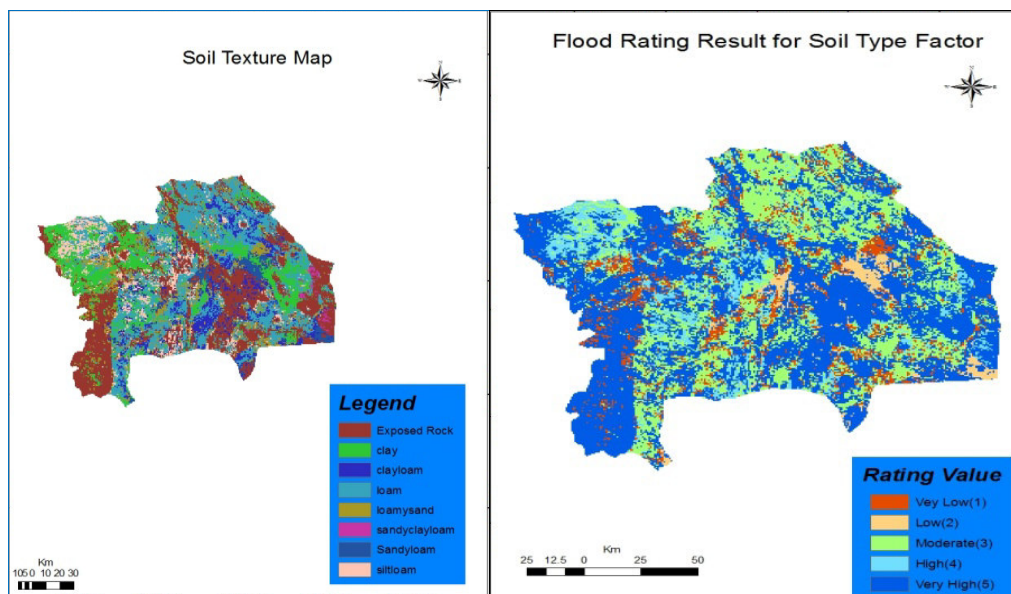 Soil Texture Map
Legend
Exposed Rock
clay
clayloam
loam
loamysand
sandyclayloam
Sandyloam
siltloam
Km
105 0 10 20 30
Flood Rating Result for Soil Type Factor
Rating Value
Vey Low(1)
Low(2)
Moderate(3)
High(4)
Very High(5)
Km
25 12.5 0 25 50